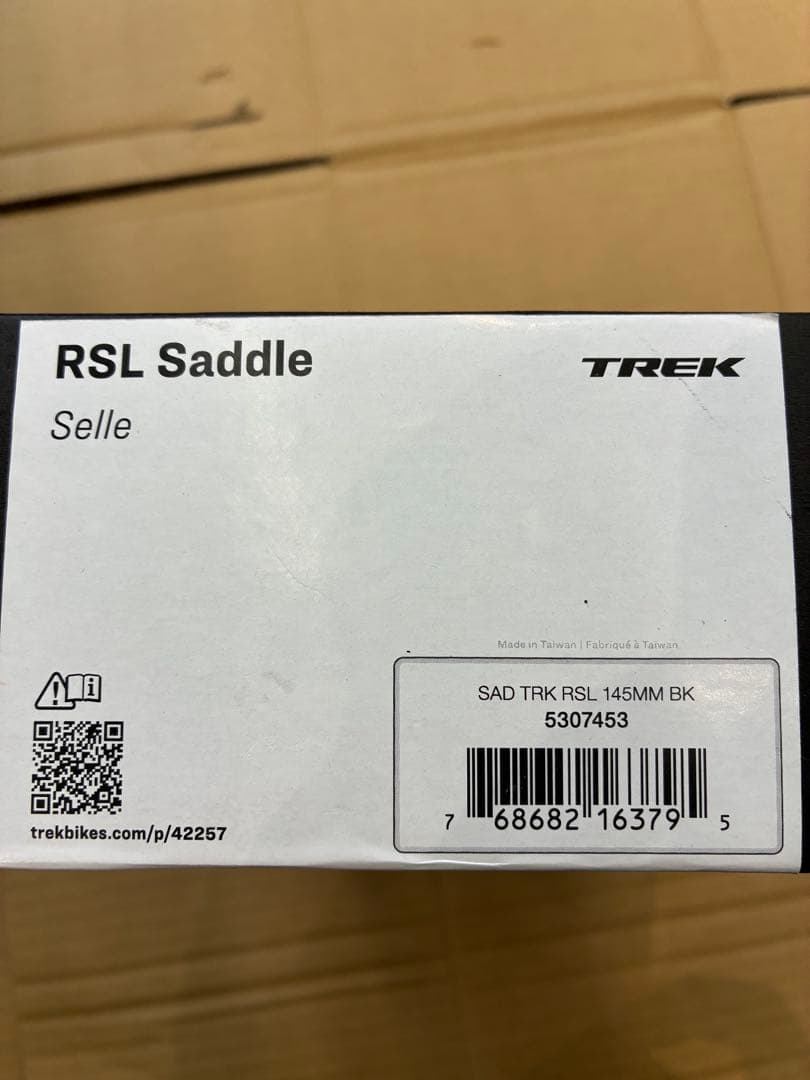 RSL Saddle
TREK
Selle
Made in Taiwan | Fabriqué à Taïwan
SAD TRK RSL 145MM BK
5307453
7 68682 16379 5
trekbikes.com/p/42257